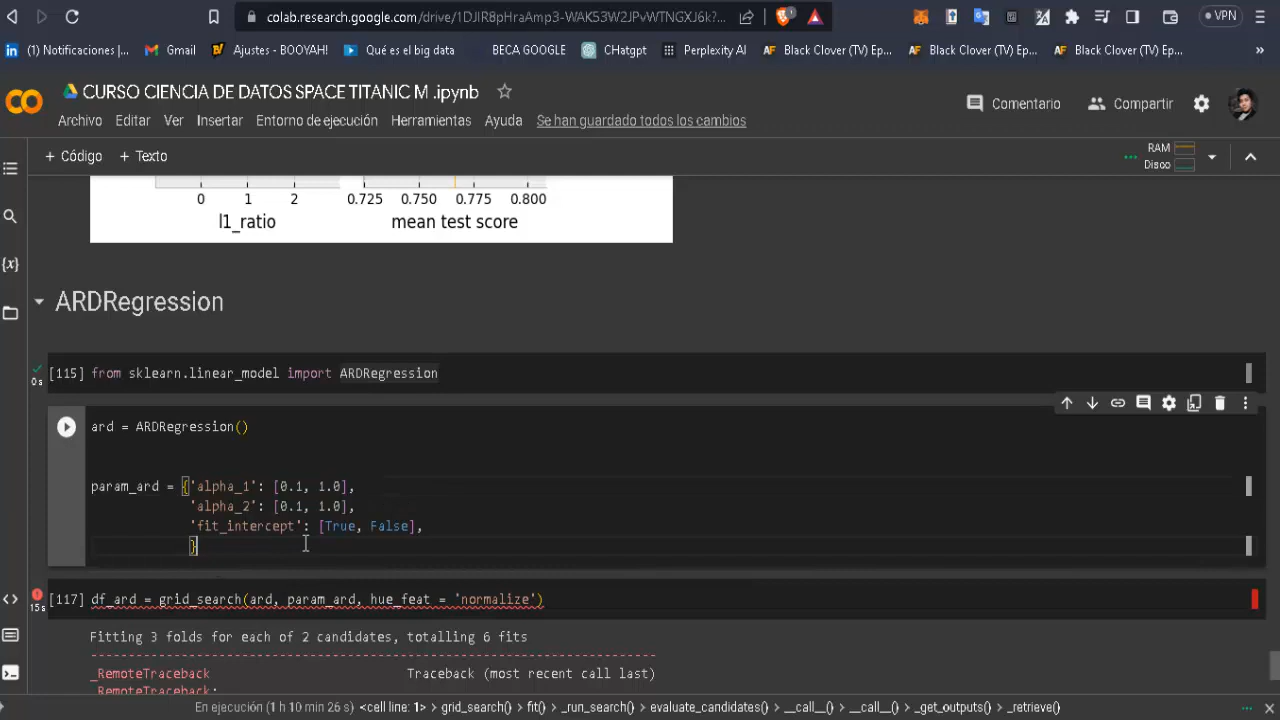 colab.research.google.com/drive/1DJIR8pHraAmp3-WAK53W2JPvWTNGXJ6k?...
VPN
(1) Notificaciones |...
Gmail
Ajustes - BOOYAH!
Qué es el big data
BECA GOOGLE
CHatgpt
Perplexity AI
Black Clover (TV) Ep...
Black Clover (TV) Ep...
Black Clover (TV) Ep...
»
CURSO CIENCIA DE DATOS SPACE TITANIC M .ipynb
Comentario
Compartir
Archivo Editar Ver Insertar Entorno de ejecución Herramientas Ayuda Se han guardado todos los cambios
+ Código + Texto
RAM
Disco
0 1 2 0.725 0.750 0.775 0.800
l1_ratio mean test score
ARDRegression
[115] from sklearn.linear_model import ARDRegression
0 s
ard = ARDRegression()
param_ard = {'alpha_1': [0.1, 1.0],
'alpha_2': [0.1, 1.0],
'fit_intercept': [True, False],
}
[117] df_ard = grid_search(ard, param_ard, hue_feat = 'normalize')
15s
Fitting 3 folds for each of 2 candidates, totalling 6 fits
---------------------------------------------------------------------------
_RemoteTraceback Traceback (most recent call last)
_RemoteTraceback:
En ejecución (1 h 10 min 26 s) <cell line: 1> > grid_search() > fit() > _run_search() > evaluate_candidates() > __call__() > __call__() > _get_outputs() > _retrieve()